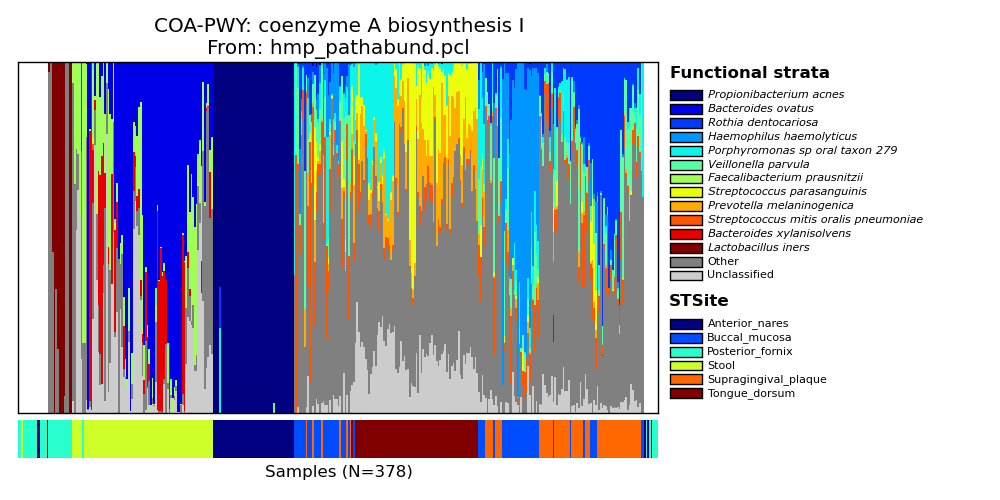 COA-PWY: coenzyme A biosynthesis I
From: hmp_pathabund.pcl
Functional strata
Propionibacterium acnes
Bacteroides ovatus
Rothia dentocariosa
Haemophilus haemolyticus
Porphyromonas sp oral taxon 279
Veillonella parvula
Faecalibacterium prausnitzii
Streptococcus parasanguinis
Prevotella melaninogenica
Streptococcus mitis oralis pneumoniae
Bacteroides xylanisolvens
Lactobacillus iners
Other
Unclassified
STSite
Anterior_nares
Buccal_mucosa
Posterior_fornix
Stool
Supragingival_plaque
Tongue_dorsum
Samples (N=378)